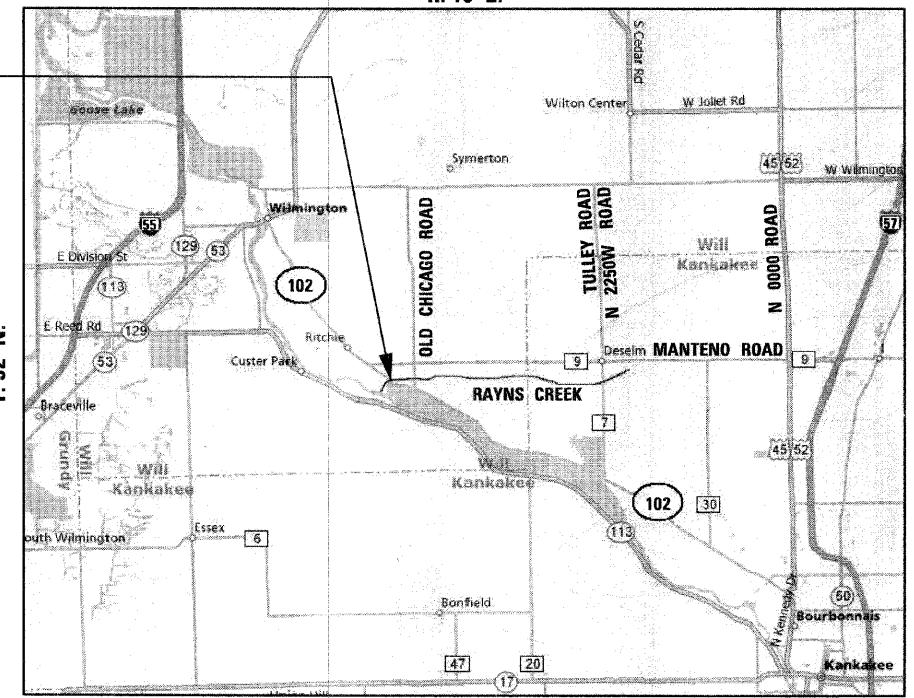 Goose Lake
S Cedar Rd
Wilton Center
W Joliet Rd
Symerton
45 52
W Wilmington
Wilmington
55
57
129
53
E Division St
113
102
OLD CHICAGO ROAD
TULLEY ROAD
N 2250W ROAD
Will
Kankakee
N 0000 ROAD
E Reed Rd
129
53
Ritchie
Custer Park
9
Deselm
MANTENO ROAD
9
RAYNS CREEK
Braceville
7
Will
Grundy
Will
Kankakee
Will
Kankakee
45 52
102
30
113
Essex
6
outh Wilmington
50
N Kennedy Dr
Bourbonnais
Bonfield
47
20
17
Kankakee